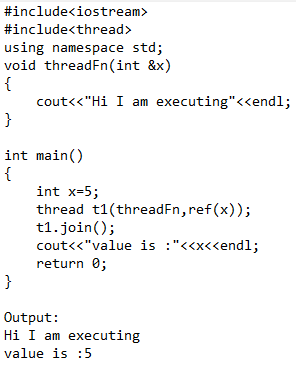 #include<iostream>
#include<thread>
using namespace std;
void threadFn(int &x)
{
    cout<<"Hi I am executing"<<endl;
}

int main()
{
    int x=5;
    thread t1(threadFn,ref(x));
    t1.join();
    cout<<"value is :"<<x<<endl;
    return 0;
}

Output:
Hi I am executing
value is :5